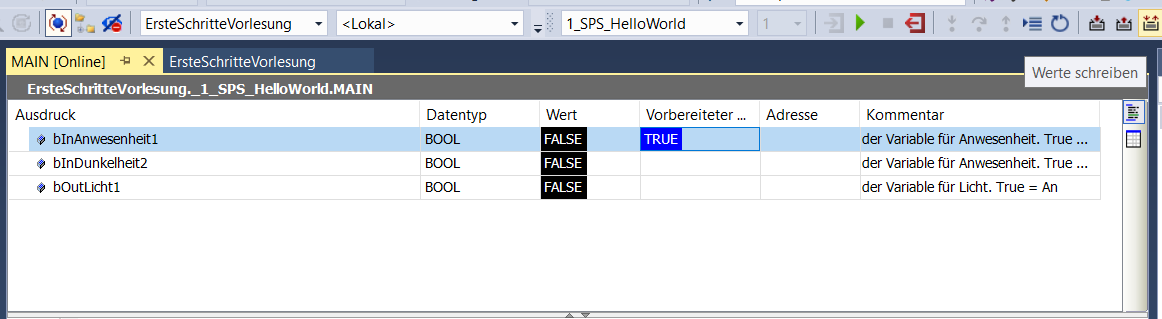 ErsteSchritteVorlesung <Lokal> 1_SPS_HelloWorld 1
MAIN [Online] ErsteSchritteVorlesung
Werte schreiben
ErsteSchritteVorlesung._1_SPS_HelloWorld.MAIN
Ausdruck Datentyp Wert Vorbereiteter ... Adresse Kommentar
bInAnwesenheit1 BOOL FALSE TRUE der Variable für Anwesenheit. True ...
bInDunkelheit2 BOOL FALSE der Variable für Anwesenheit. True ...
bOutLicht1 BOOL FALSE der Variable für Licht. True = An